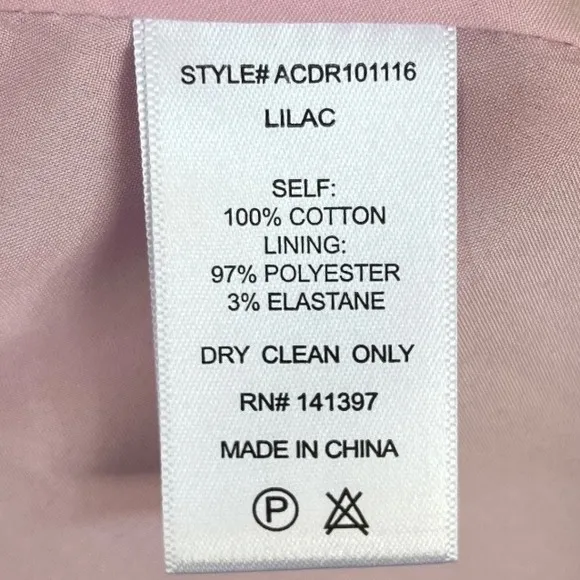 STYLE# ACDR101116
LILAC
SELF:
100% COTTON
LINING:
97% POLYESTER
3% ELASTANE
DRY CLEAN ONLY
RN# 141397
MADE IN CHINA
P